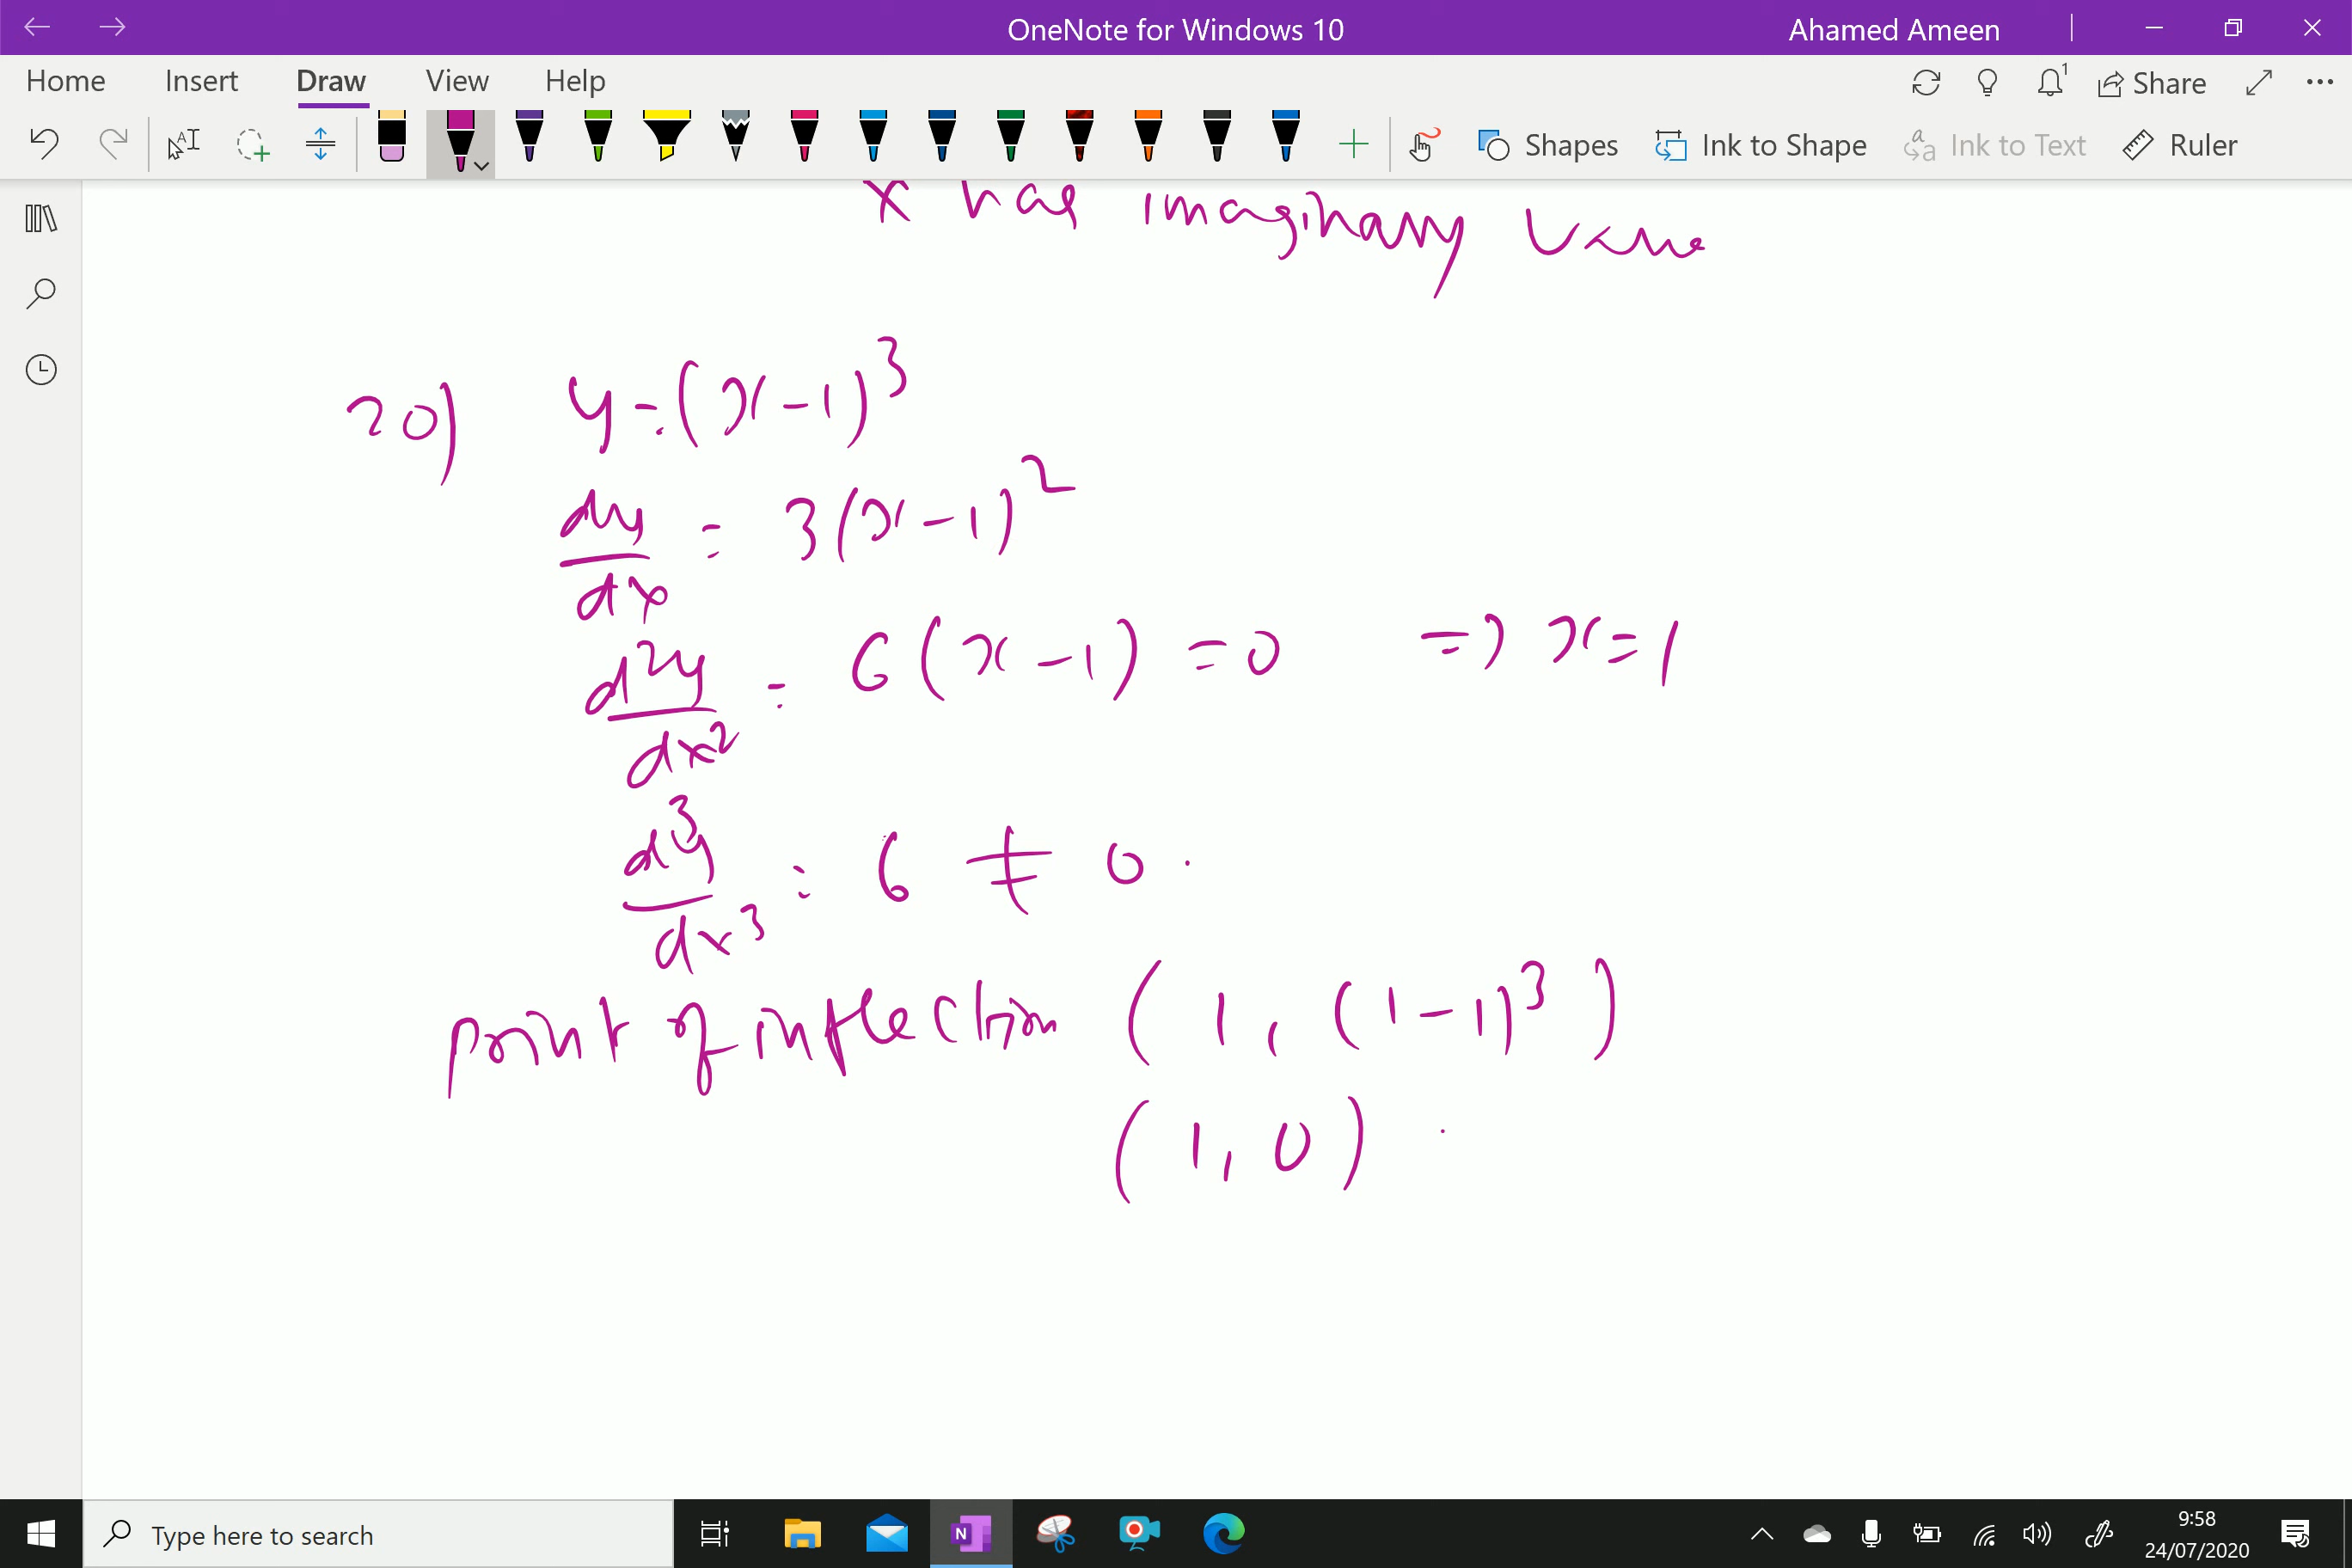 OneNote for Windows 10 Ahamed Ameen
Home Insert Draw View Help 1 Share
Shapes Ink to Shape Ink to Text Ruler
x has imaginary value
20) y=(x-1)³
dy/dx = 3(x-1)²
d²y/dx² = 6(x-1) =0 => x=1
d³y/dx³ = 6 ≠ 0.
point of inflection (1, (1-1)³)
(1,0).
Type here to search
9:58
24/07/2020